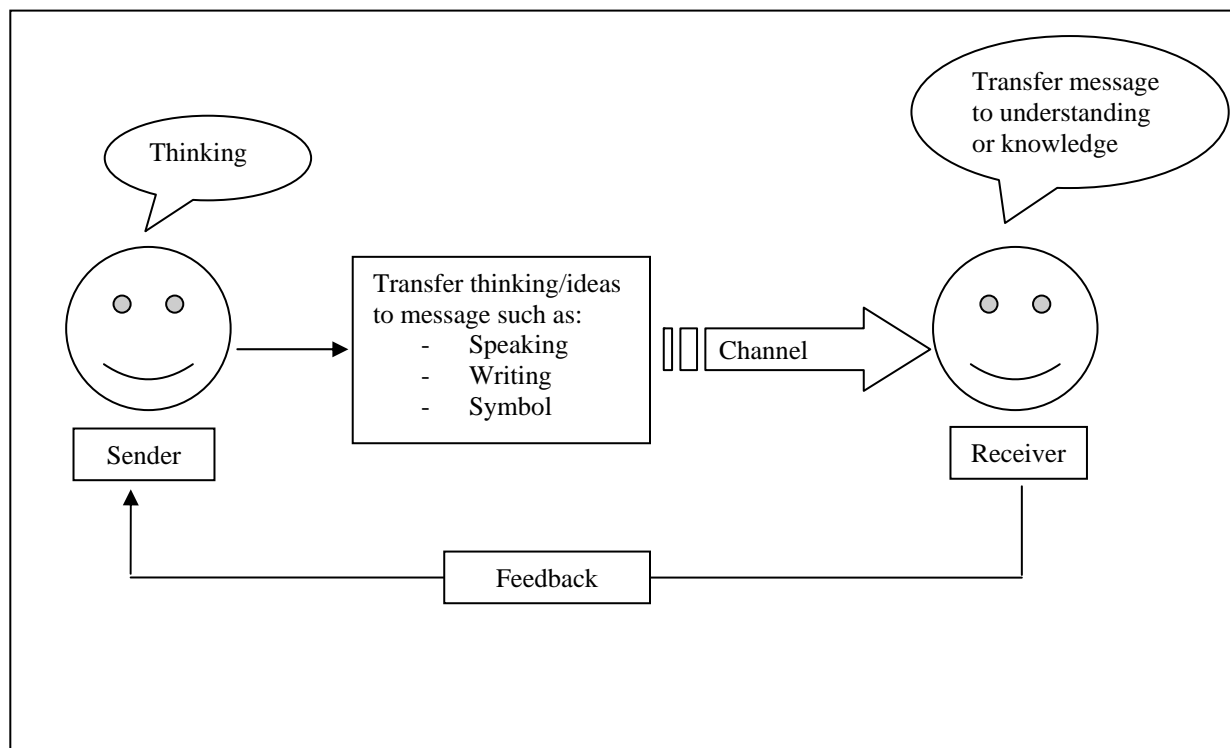 Thinking
Transfer message
to understanding
or knowledge
Transfer thinking/ideas
to message such as:
- Speaking
- Writing
- Symbol
Channel
Sender
Receiver
Feedback